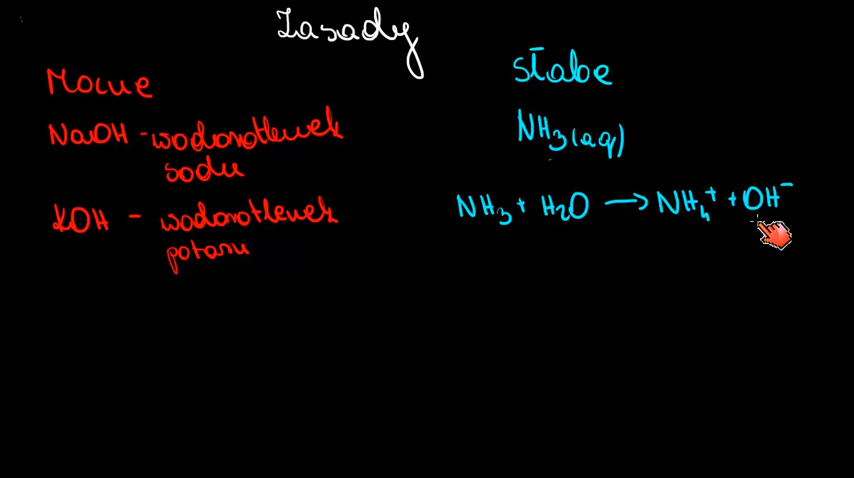 Zasady
Mocne
NaOH - wodorotlenek
sodu
KOH - wodorotlenek
potasu
słabe
NH₃(aq)
NH₃ + H₂O → NH₄⁺ + OH⁻